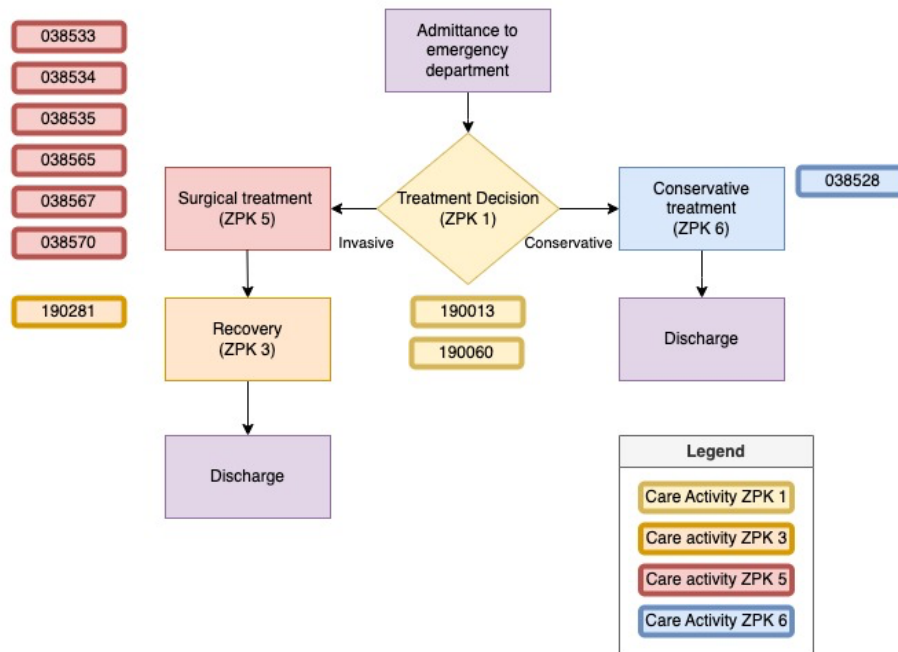 038533
038534
038535
038565
038567
038570
190281
Admittance to
emergency
department
Surgical treatment
(ZPK 5)
Invasive
Treatment Decision
(ZPK 1)
Conservative
Conservative
treatment
(ZPK 6)
038528
Recovery
(ZPK 3)
190013
190060
Discharge
Discharge
Legend
Care Activity ZPK 1
Care activity ZPK 3
Care activity ZPK 5
Care Activity ZPK 6